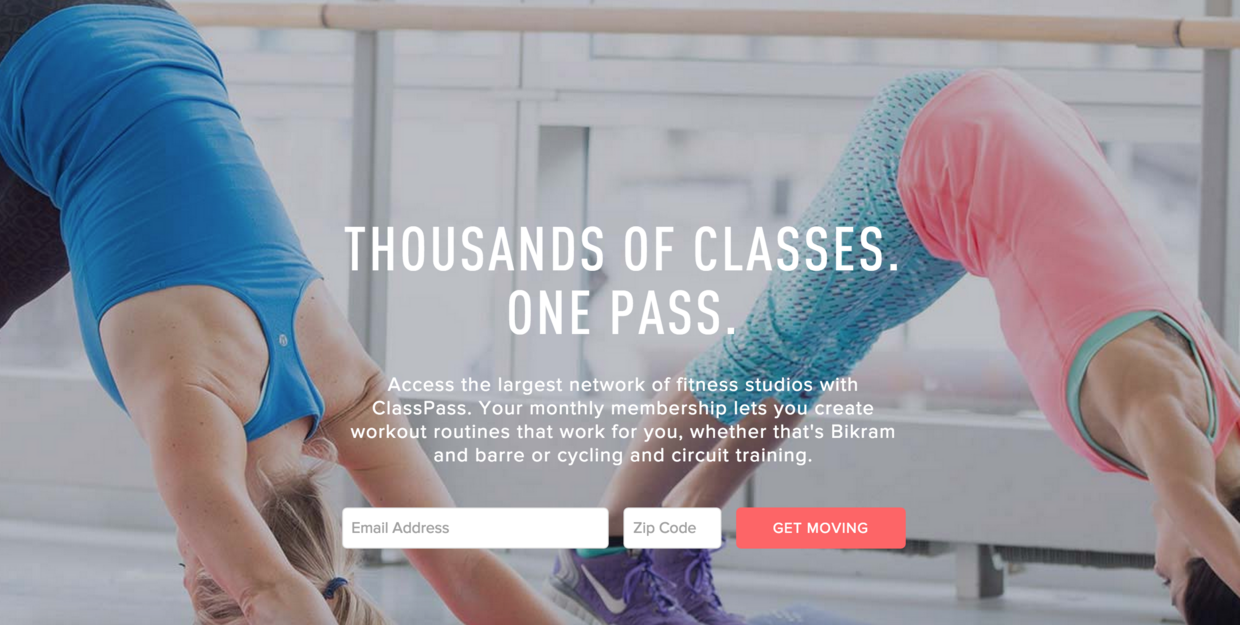 THOUSANDS OF CLASSES.
ONE PASS.
Access the largest network of fitness studios with
ClassPass. Your monthly membership lets you create
workout routines that work for you, whether that's Bikram
and barre or cycling and circuit training.
Email Address
Zip Code
GET MOVING